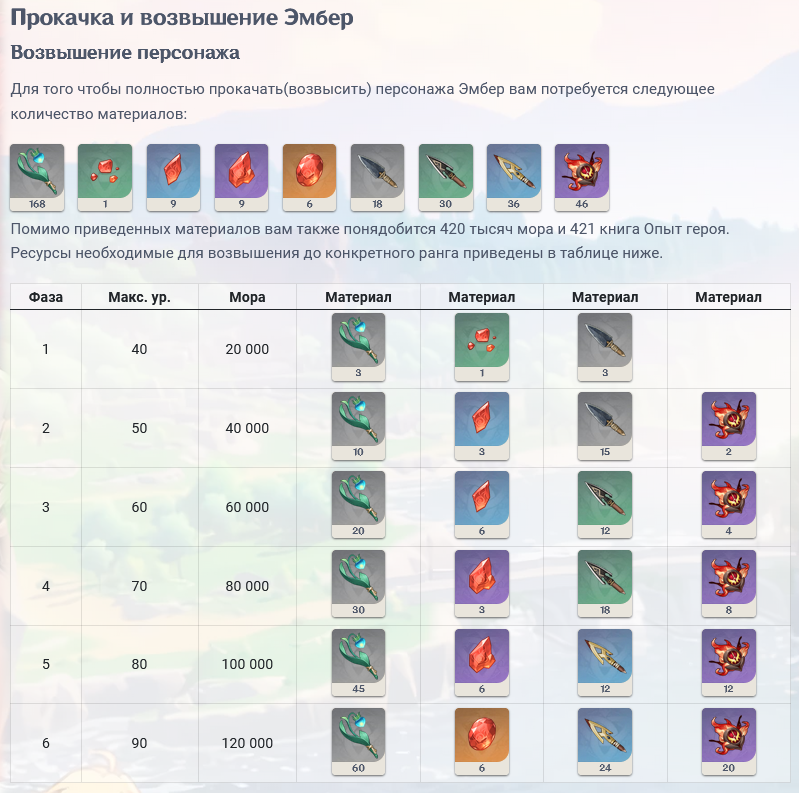 Прокачка и возвышение Эмбер
Возвышение персонажа
Для того чтобы полностью прокачать(возвысить) персонажа Эмбер вам потребуется следующее
количество материалов:
168 1 9 9 6 18 30 36 46
Помимо приведенных материалов вам также понядобится 420 тысяч мора и 421 книга Опыт героя.
Ресурсы необходимые для возвышения до конкретного ранга приведены в таблице ниже.
Фаза Макс. ур. Мора Материал Материал Материал Материал
1 40 20 000 3 1 3
2 50 40 000 10 3 15 2
3 60 60 000 20 6 12 4
4 70 80 000 30 3 18 8
5 80 100 000 45 6 12 12
6 90 120 000 60 6 24 20